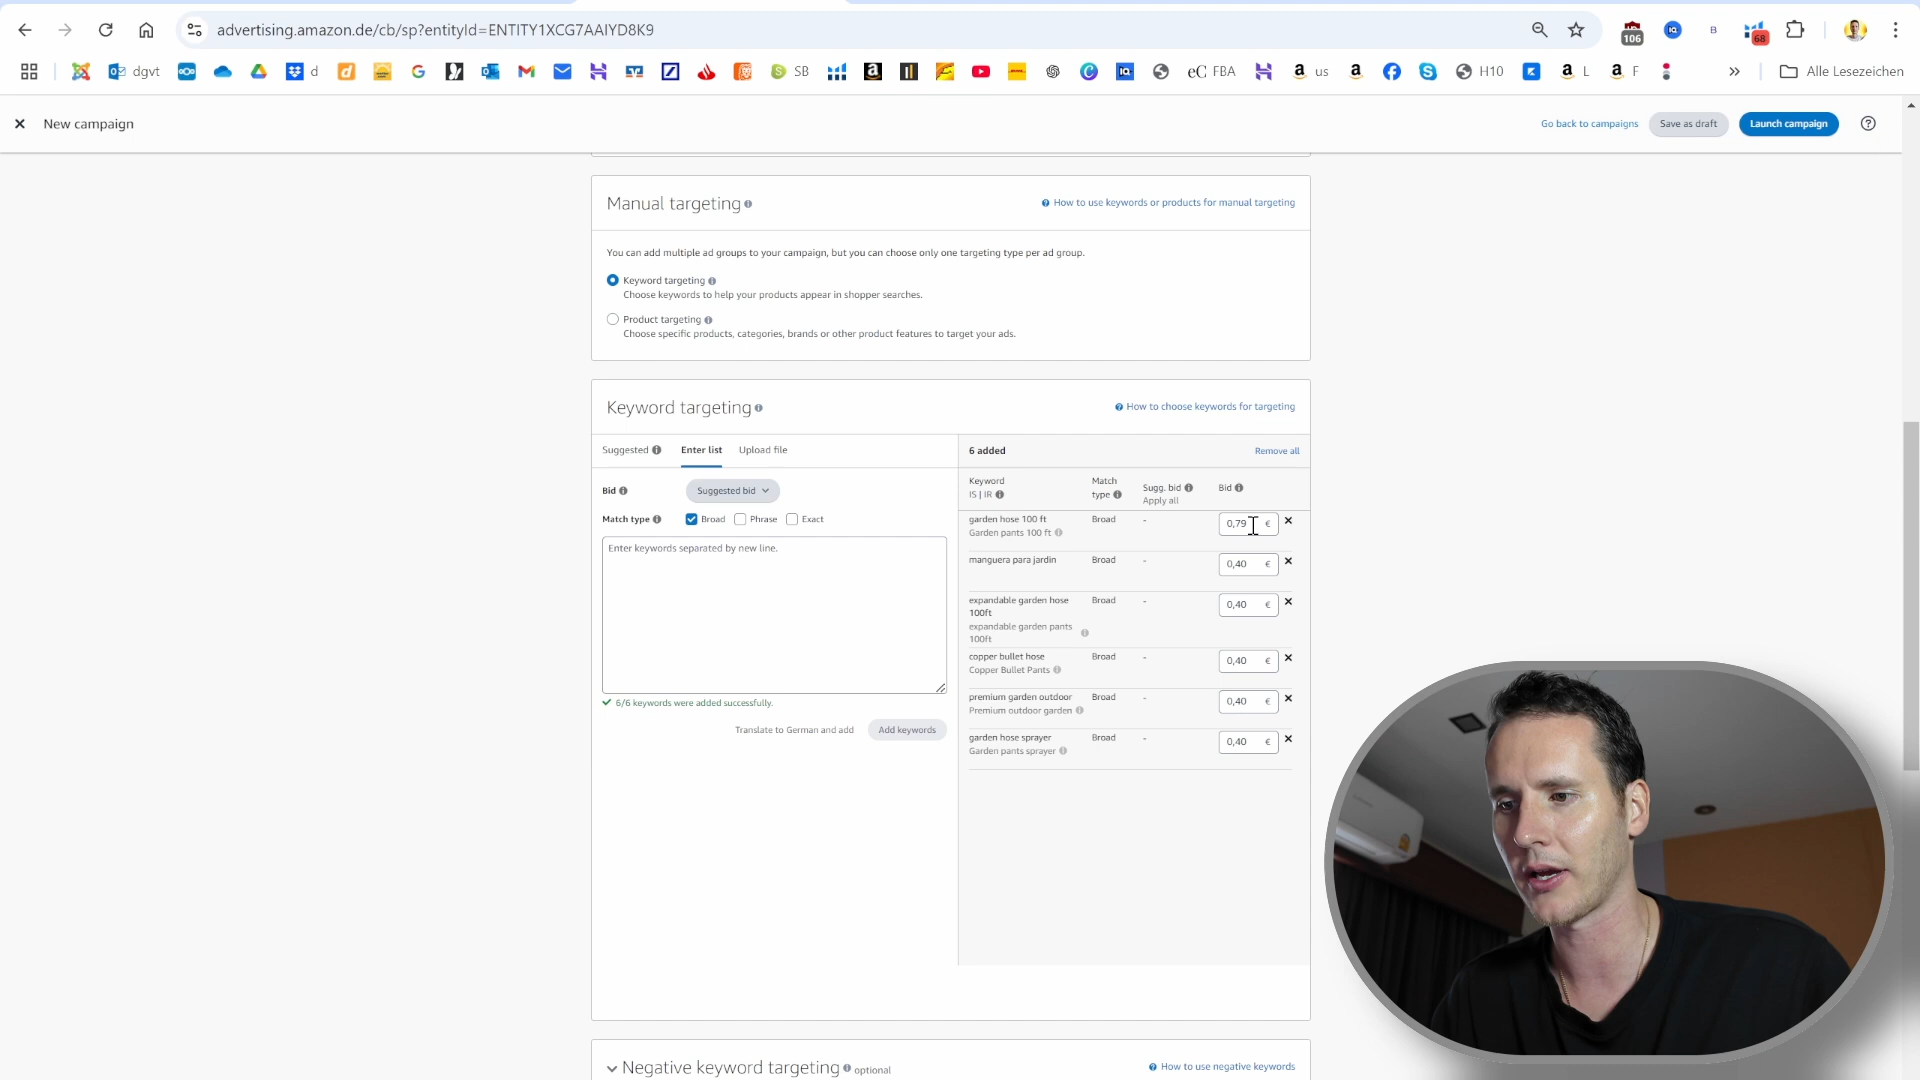 advertising.amazon.de/cb/sp?entityId=ENTITY1XCG7AAIYD8K9
106
B
68
dgvt
d
SB
eC FBA
us
H10
L
F
Alle Lesezeichen
New campaign
Go back to campaigns
Save as draft
Launch campaign
Manual targeting
How to use keywords or products for manual targeting
You can add multiple ad groups to your campaign, but you can choose only one targeting type per ad group.
Keyword targeting
Choose keywords to help your products appear in shopper searches.
Product targeting
Choose specific products, categories, brands or other product features to target your ads.
Keyword targeting
How to choose keywords for targeting
Suggested
Enter list
Upload file
6 added
Remove all
Bid
Suggested bid
Match type
Broad
Phrase
Exact
Enter keywords separated by new line.
6/6 keywords were added successfully.
Translate to German and add
Add keywords
Keyword
IS | IR
Match
type
Sugg. bid
Apply all
Bid
garden hose 100 ft
Garden pants 100 ft
Broad
-
0,79 €
manguera para jardin
Broad
-
0,40 €
expandable garden hose
100ft
expandable garden pants
100ft
Broad
-
0,40 €
copper bullet hose
Copper Bullet Pants
Broad
-
0,40 €
premium garden outdoor
Premium outdoor garden
Broad
-
0,40 €
garden hose sprayer
Garden pants sprayer
Broad
-
0,40 €
Negative keyword targeting optional
How to use negative keywords